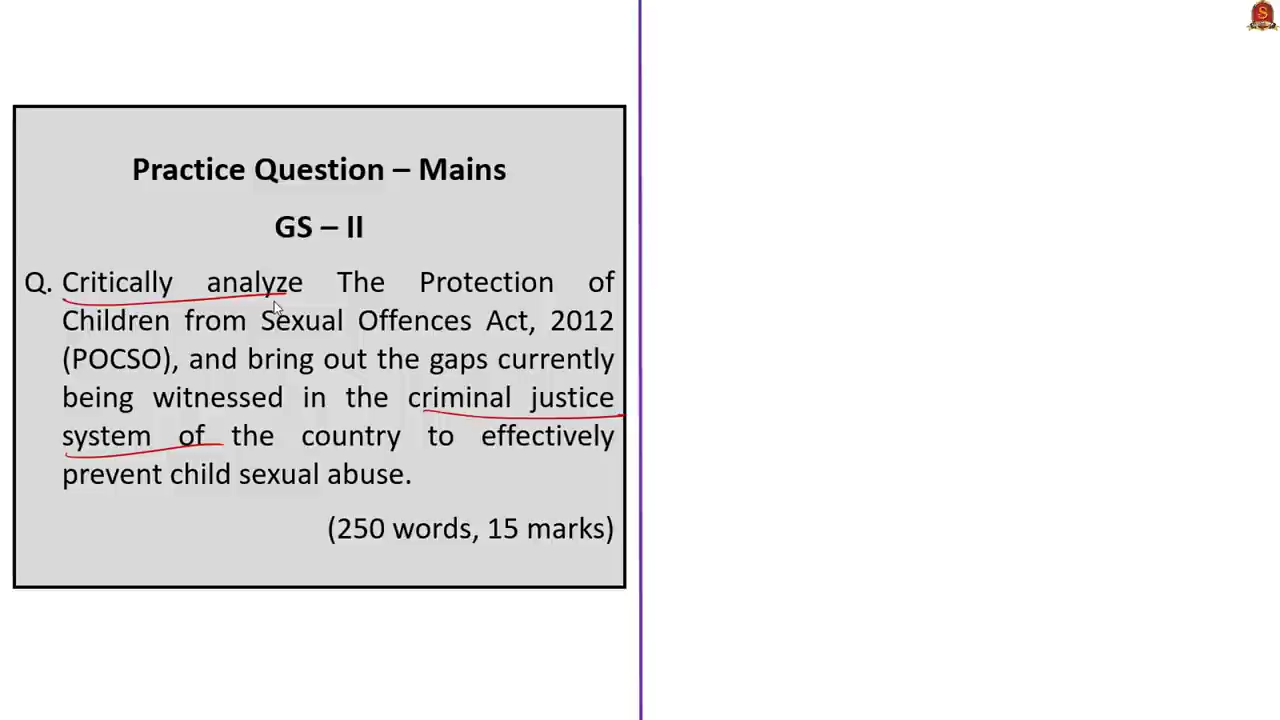 Practice Question – Mains
GS – II
Q. Critically analyze The Protection of
Children from Sexual Offences Act, 2012
(POCSO), and bring out the gaps currently
being witnessed in the criminal justice
system of the country to effectively
prevent child sexual abuse.
(250 words, 15 marks)
S